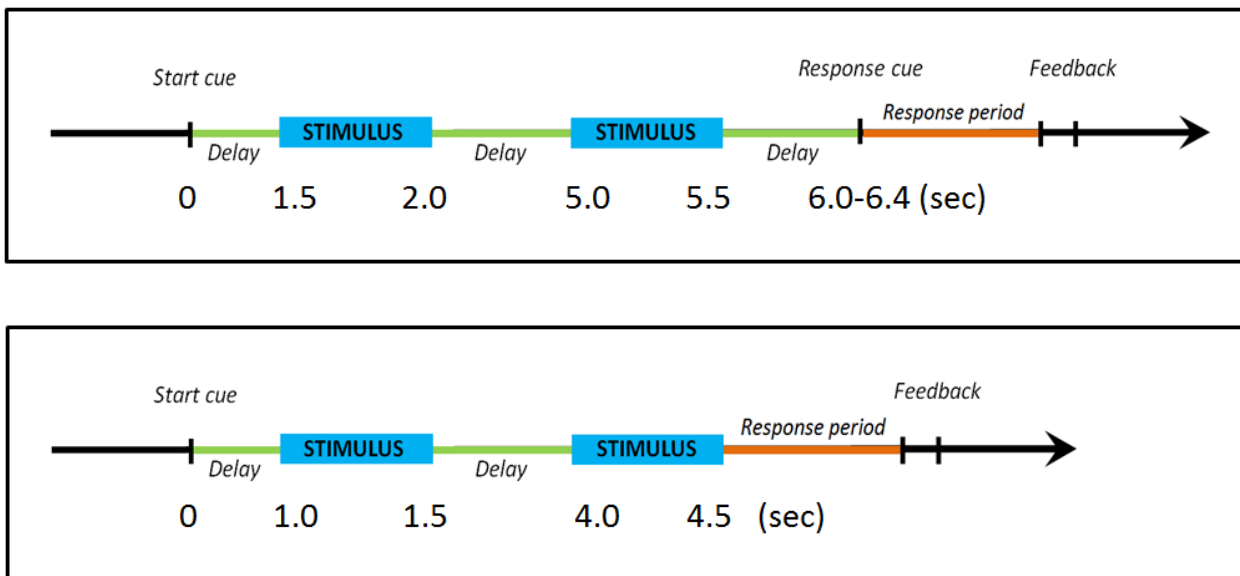 Start cue
Response cue
Feedback
STIMULUS
STIMULUS
Response period
Delay
Delay
Delay
0
1.5
2.0
5.0
5.5
6.0-6.4 (sec)
Start cue
Feedback
STIMULUS
STIMULUS
Response period
Delay
Delay
0
1.0
1.5
4.0
4.5
(sec)